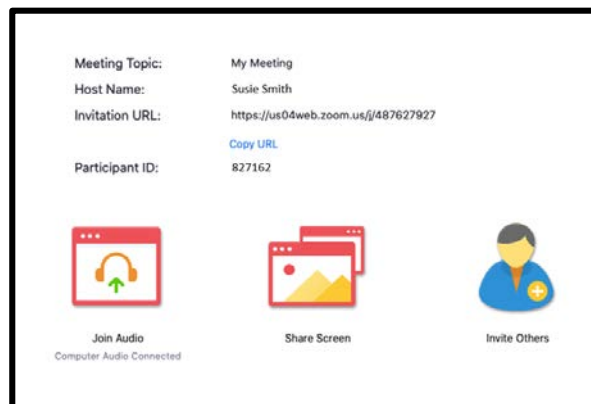 Meeting Topic: My Meeting
Host Name: Susie Smith
Invitation URL: https://us04web.zoom.us/j/487627927
Copy URL
Participant ID: 827162
Join Audio Share Screen Invite Others
Computer Audio Connected